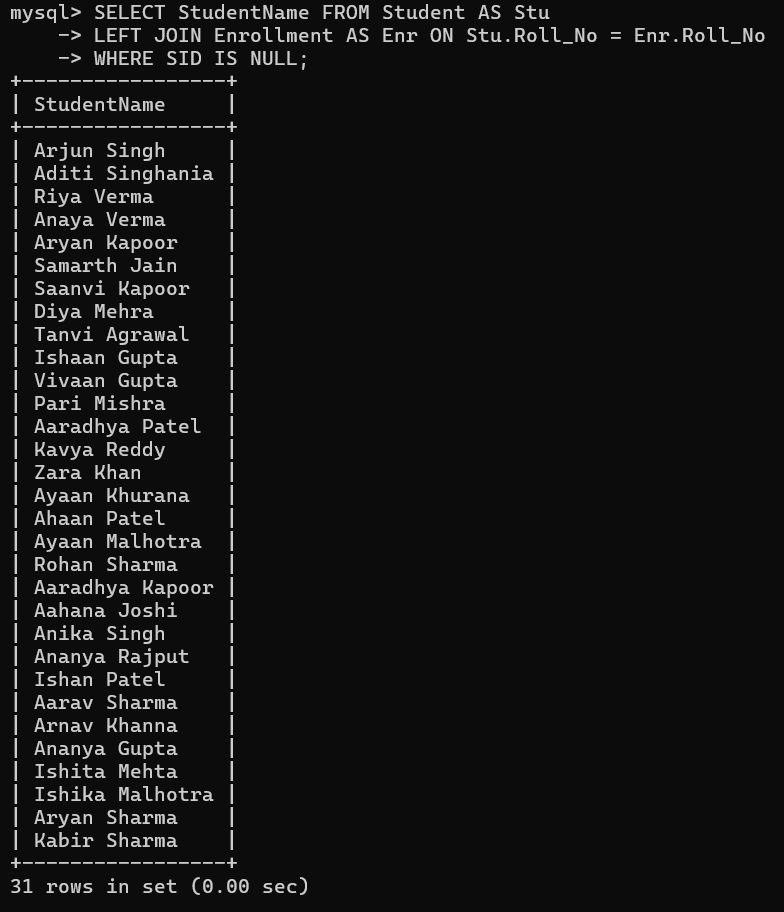 mysql> SELECT StudentName FROM Student AS Stu
    -> LEFT JOIN Enrollment AS Enr ON Stu.Roll_No = Enr.Roll_No
    -> WHERE SID IS NULL;
+-----------------+
| StudentName     |
+-----------------+
| Arjun Singh     |
| Aditi Singhania |
| Riya Verma      |
| Anaya Verma     |
| Aryan Kapoor    |
| Samarth Jain    |
| Saanvi Kapoor   |
| Diya Mehra      |
| Tanvi Agrawal   |
| Ishaan Gupta    |
| Vivaan Gupta    |
| Pari Mishra     |
| Aaradhya Patel  |
| Kavya Reddy     |
| Zara Khan       |
| Ayaan Khurana   |
| Ahaan Patel     |
| Ayaan Malhotra  |
| Rohan Sharma    |
| Aaradhya Kapoor |
| Aahana Joshi    |
| Anika Singh     |
| Ananya Rajput   |
| Ishan Patel     |
| Aarav Sharma    |
| Arnav Khanna    |
| Ananya Gupta    |
| Ishita Mehta    |
| Ishika Malhotra |
| Aryan Sharma    |
| Kabir Sharma    |
+-----------------+
31 rows in set (0.00 sec)